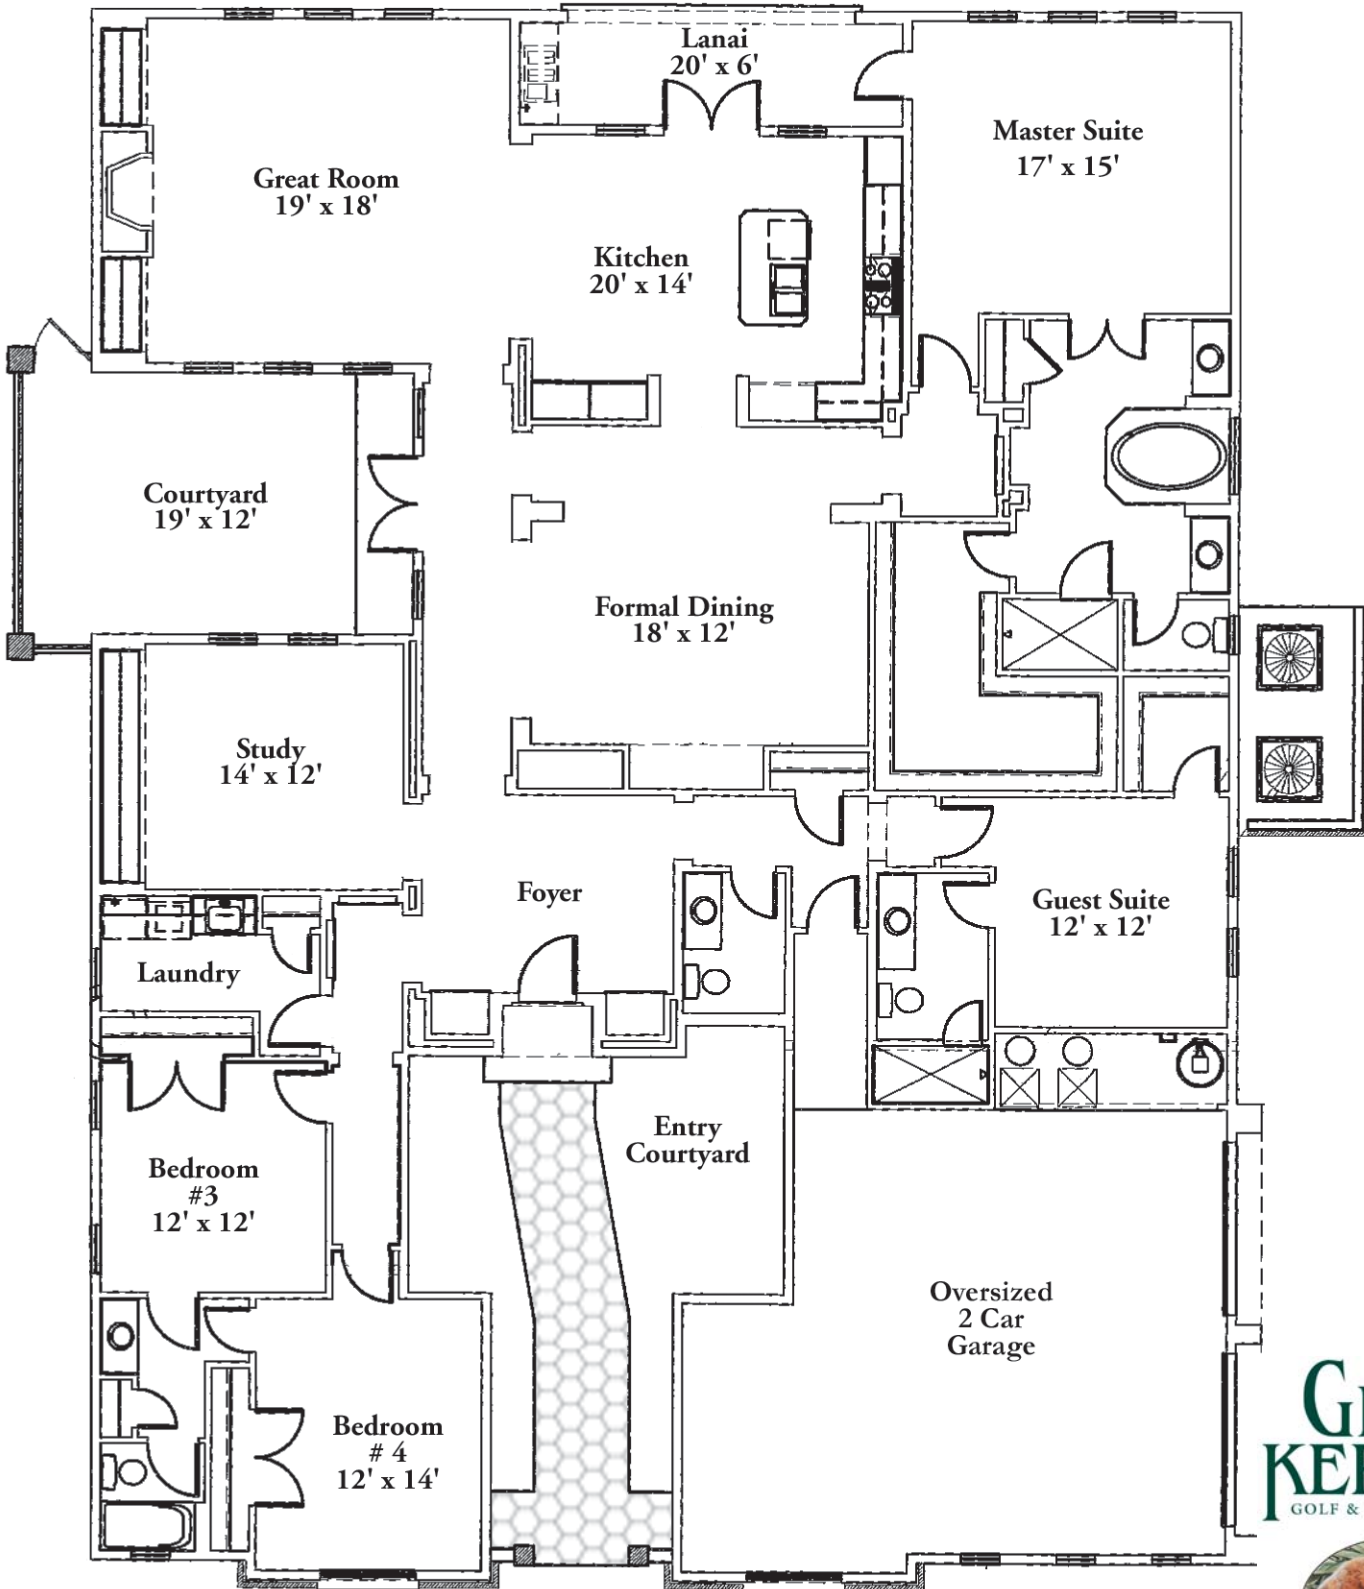 Lanai
20' x 6'
Master Suite
17' x 15'
Great Room
19' x 18'
Kitchen
20' x 14'
Courtyard
19' x 12'
Formal Dining
18' x 12'
Study
14' x 12'
Foyer
Guest Suite
12' x 12'
Laundry
Entry
Courtyard
Bedroom
#3
12' x 12'
Oversized
2 Car
Garage
Bedroom
# 4
12' x 14'
GOLF &